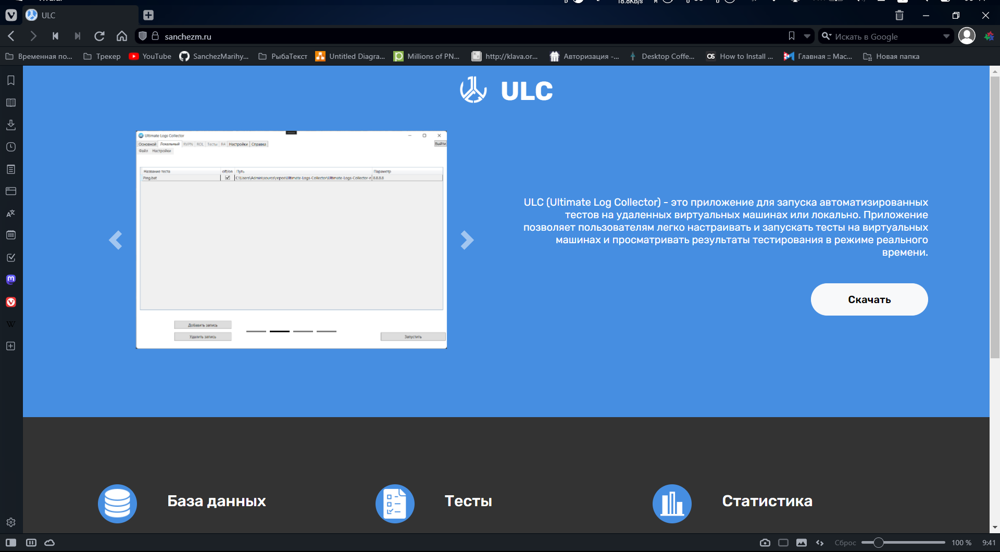 18.8KB/s
ULC
sanchezm.ru
Искать в Google
Временная по...
Трекер
YouTube
SanchezMarihy...
РыбаТекст
Untitled Diagra...
Millions of PN...
http://klava.or...
Авторизация -...
Desktop Coffe...
How to Install ...
Главная :: Mac...
Новая папка
ULC
Ultimate Logs Collector
Основной Локальный RVPN ROL Тесты R4 Настройки Справка
Выйти
Файл Настройки
Название теста off/on Путь Параметр
Ping.bat C:\Users\Admin\source\repos\Ultimate-Logs-Collector\Ultimate-Logs-Collector-r 8.8.8.8
Добавить запись
Удалить запись
Запустить
ULC (Ultimate Log Collector) - это приложение для запуска автоматизированных
тестов на удаленных виртуальных машинах или локально. Приложение
позволяет пользователям легко настраивать и запускать тесты на виртуальных
машинах и просматривать результаты тестирования в режиме реального
времени.
Скачать
База данных
Тесты
Статистика
Сброс
100 %
9:41